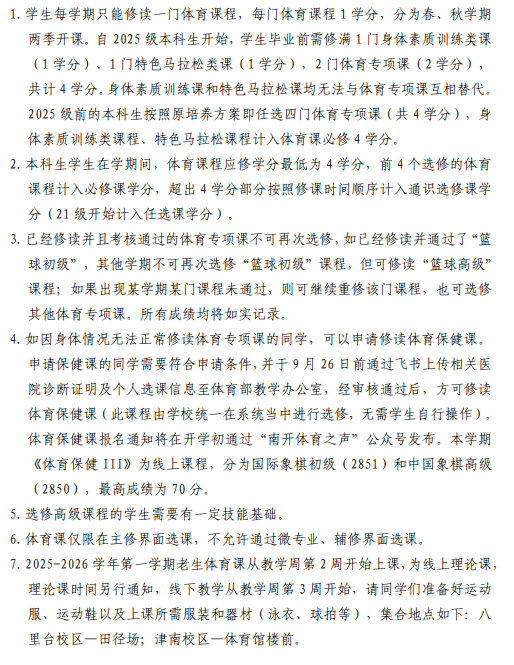 1. 学生每学期只能修读一门体育课程，每门体育课程 1 学分，分为春、秋学期
两季开课。自 2025 级本科生开始，学生毕业前需修满 1 门身体素质训练类课
（1 学分）、1 门特色马拉松类课（1 学分），2 门体育专项课（2 学分），
共计 4 学分。身体素质训练课和特色马拉松课均无法与体育专项课互相替代。
2025 级前的本科生按照原培养方案即任选四门体育专项课（共 4 学分），身
体素质训练类课程、特色马拉松课程计入体育课必修 4 学分。
2. 本科生学生在学期间，体育课程应修学分最低为 4 学分，前 4 个选修的体育
课程计入必修课学分，超出 4 学分部分按照修课时间顺序计入通识选修课学
分（21 级开始计入任选课学分）。
3. 已经修读并且考核通过的体育专项课不可再次选修，如已经修读并通过了“篮
球初级”，其他学期不可再次选修“篮球初级”课程，但可修读“篮球高级”
课程；如果出现某学期某门课程未通过，则可继续重修该门课程，也可选修
其他体育专项课。所有成绩均将如实记录。
4. 如因身体情况无法正常修读体育专项课的同学，可以申请修读体育保健课。
申请保健课的同学需要符合申请条件，并于 9 月 26 日前通过飞书上传相关医
院诊断证明及个人选课信息至体育部教学办公室，经审核通过后，方可修读
体育保健课（此课程由学校统一在系统当中进行选修，无需学生自行操作）。
体育保健课报名通知将在开学初通过“南开体育之声”公众号发布。本学期
《体育保健 III》为线上课程，分为国际象棋初级（2851）和中国象棋高级
（2850），最高成绩为 70 分。
5. 选修高级课程的学生需要有一定技能基础。
6. 体育课仅限在主修界面选课，不允许通过微专业、辅修界面选课。
7. 2025-2026 学年第一学期老生体育课从教学周第 2 周开始上课，为线上理论课，
理论课时间另行通知，线下教学从教学周第 3 周开始，请同学们准备好运动
服、运动鞋以及上课所需服装和器材（泳衣、球拍等），集合地点如下：八
里台校区—田径场；津南校区—体育馆楼前。